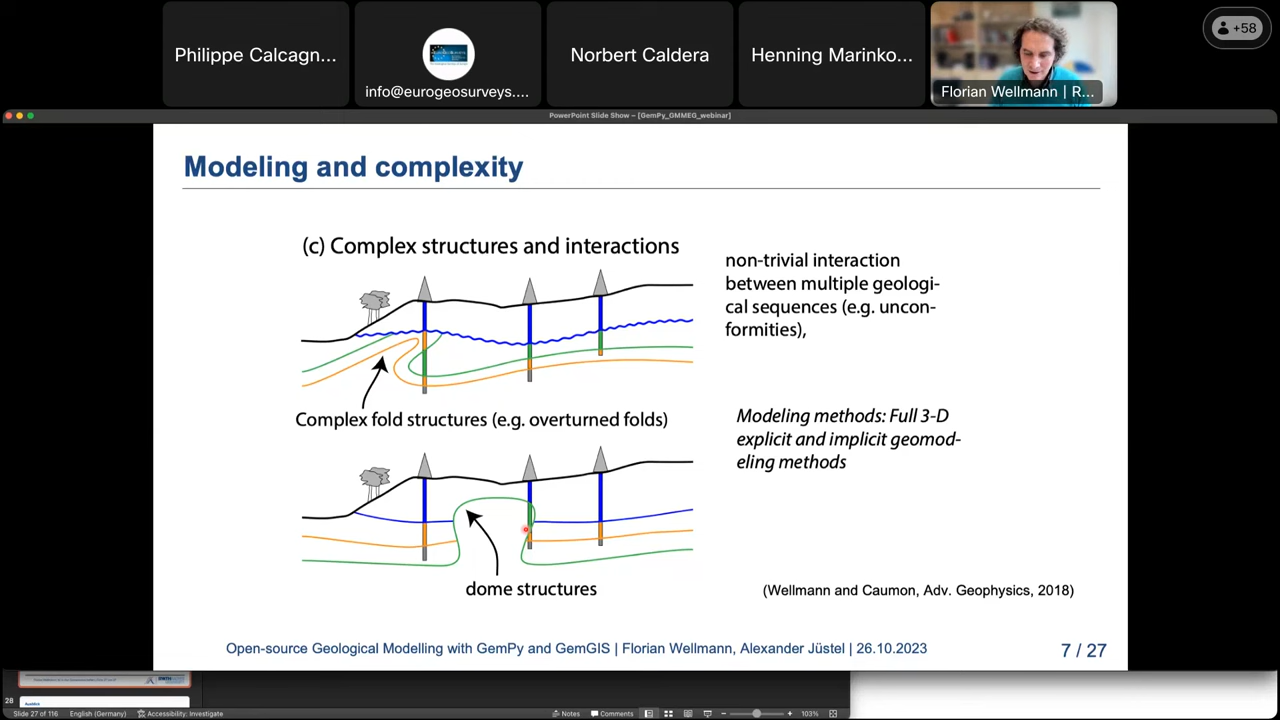 Philippe Calcagn...
info@eurogeosurveys....
Norbert Caldera
Henning Marinko...
Florian Wellmann | R...
+58
PowerPoint Slide Show – [GemPy_GMMEG_webinar]
Modeling and complexity
(c) Complex structures and interactions
non-trivial interaction
between multiple geologi-
cal sequences (e.g. uncon-
formities),
Complex fold structures (e.g. overturned folds)
Modeling methods: Full 3-D
explicit and implicit geomod-
eling methods
dome structures
(Wellmann and Caumon, Adv. Geophysics, 2018)
Open-source Geological Modelling with GemPy and GemGIS | Florian Wellmann, Alexander Jüstel | 26.10.2023
7 / 27
28
Slide 27 of 116
English (Germany)
Accessibility: Investigate
Notes
Comments
103%